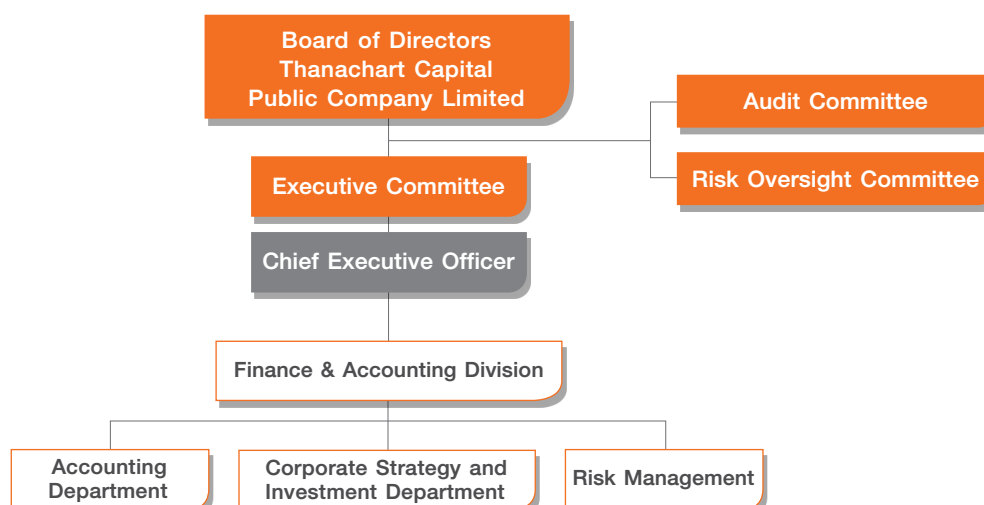 Board of Directors
Thanachart Capital
Public Company Limited
Audit Committee
Executive Committee
Risk Oversight Committee
Chief Executive Officer
Finance & Accounting Division
Accounting
Department
Corporate Strategy and
Investment Department
Risk Management